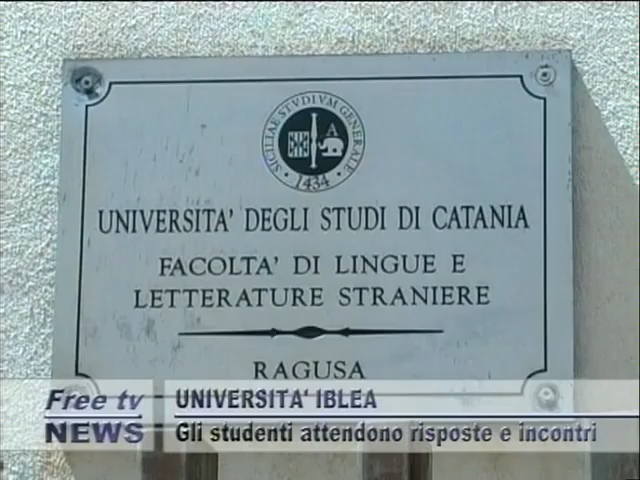 SICILIAE STVDIVM GENERALE
1434
A
UNIVERSITA' DEGLI STUDI DI CATANIA
FACOLTA' DI LINGUE E
LETTERATURE STRANIERE
RAGUSA
Free tv
NEWS
UNIVERSITA' IBLEA
Gli studenti attendono risposte e incontri